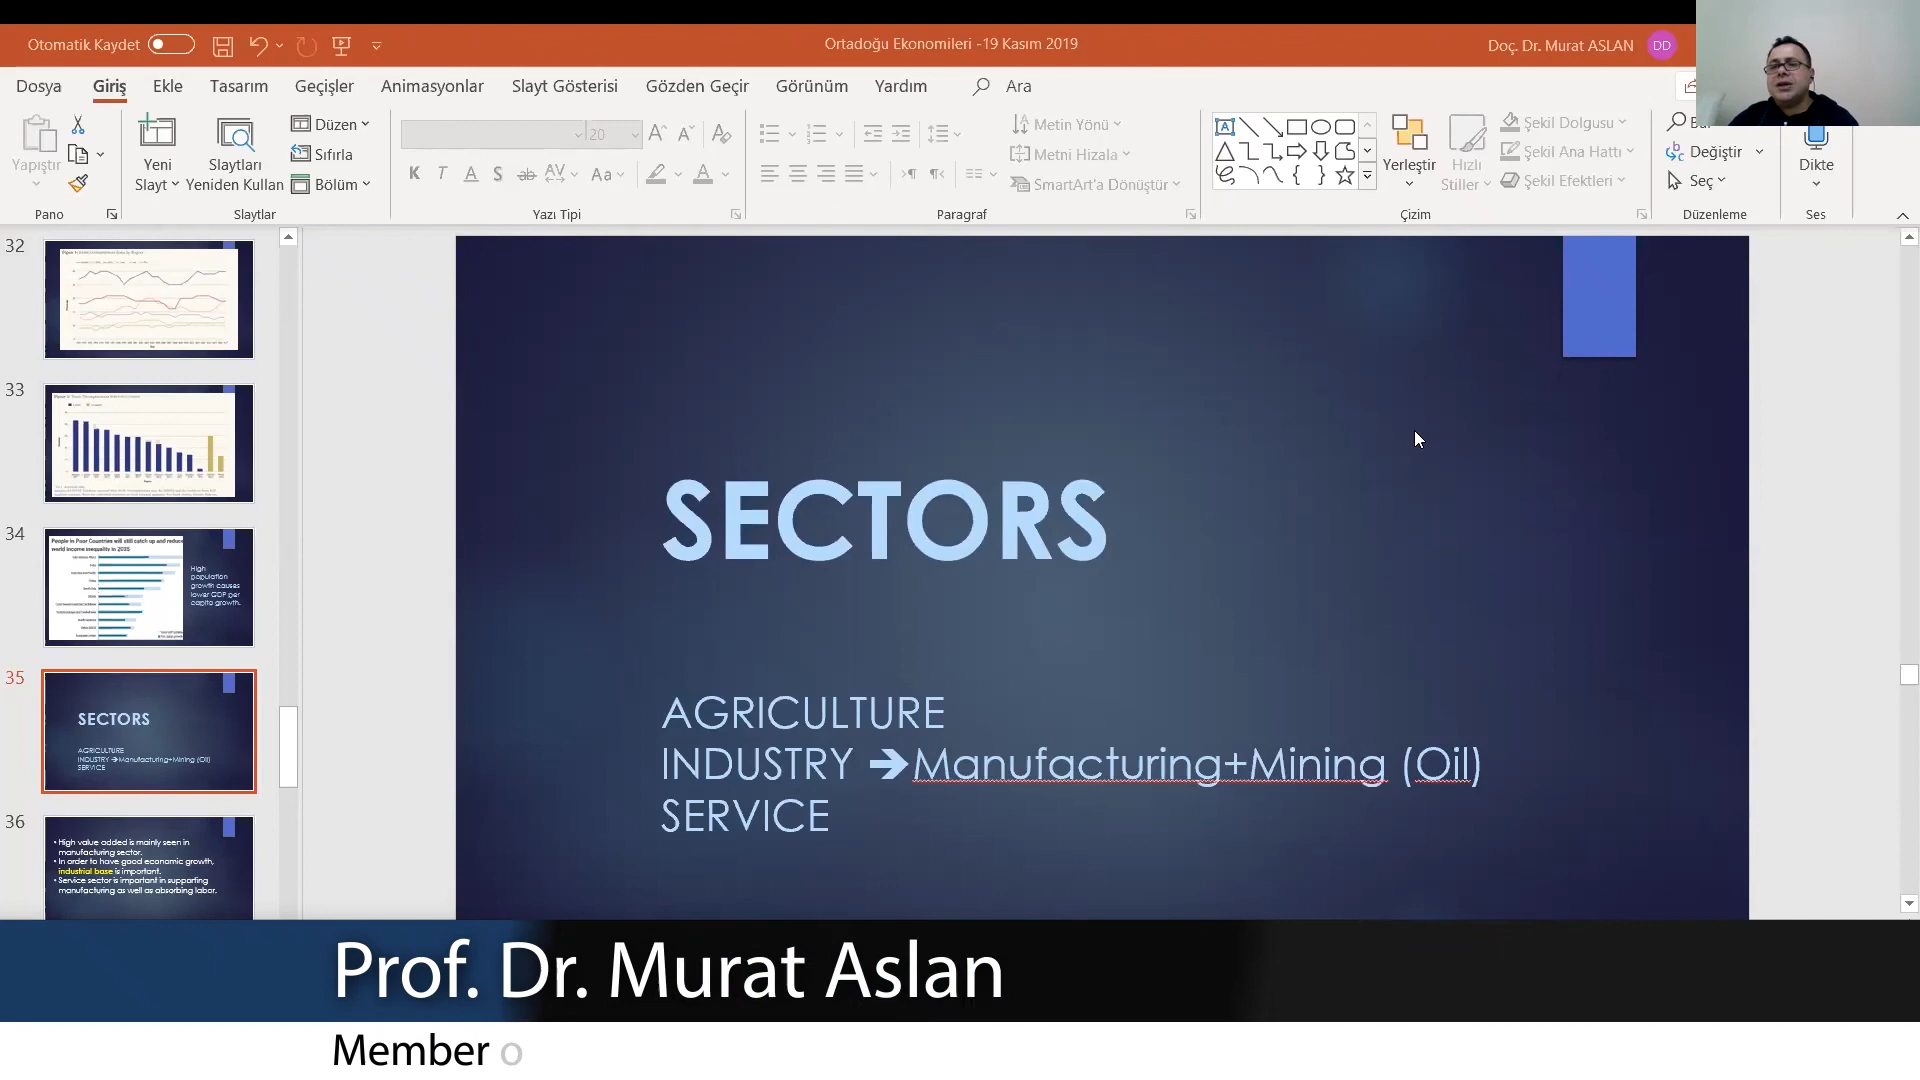 Otomatik Kaydet
Ortadoğu Ekonomileri -19 Kasım 2019
Doç. Dr. Murat ASLAN
DD
Dosya
Giriş
Ekle
Tasarım
Geçişler
Animasyonlar
Slayt Gösterisi
Gözden Geçir
Görünüm
Yardım
Ara
Yapıştır
Yeni
Slayt
Slaytları
Yeniden Kullan
Düzen
Sıfırla
Bölüm
20
K T A S ab AV Aa A
Metin Yönü
Metni Hizala
SmartArt'a Dönüştür
Yerleştir
Hızlı
Stiller
Şekil Dolgusu
Şekil Ana Hattı
Şekil Efektleri
Değiştir
Seç
Dikte
Pano
Slaytlar
Yazı Tipi
Paragraf
Çizim
Düzenleme
Ses
32
33
34
People in Poor Countries will still catch up and reduce
world income inequality in 2035
High
population
growth causes
lower GDP per
capita growth.
35
SECTORS
AGRICULTURE
INDUSTRY ➔Manufacturing+Mining (Oil)
SERVICE
36
• High value added is mainly seen in
manufacturing sector.
• In order to have good economic growth,
industrial base is important.
• Service sector is important in supporting
manufacturing as well as absorbing labor.
SECTORS
AGRICULTURE
INDUSTRY ➔Manufacturing+Mining (Oil)
SERVICE
Prof. Dr. Murat Aslan
Member o